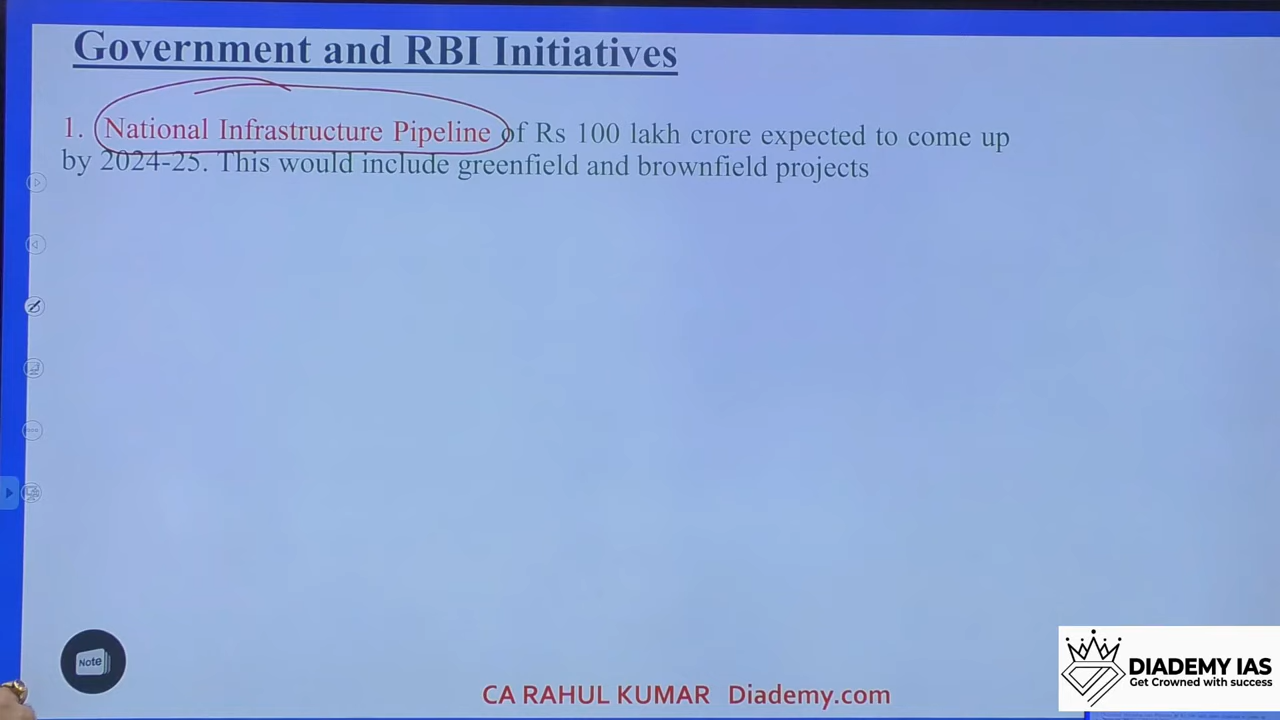 Government and RBI Initiatives
1. National Infrastructure Pipeline of Rs 100 lakh crore expected to come up
by 2024-25. This would include greenfield and brownfield projects
Note
CA RAHUL KUMAR Diademy.com
DIADEMY IAS
Get Crowned with success